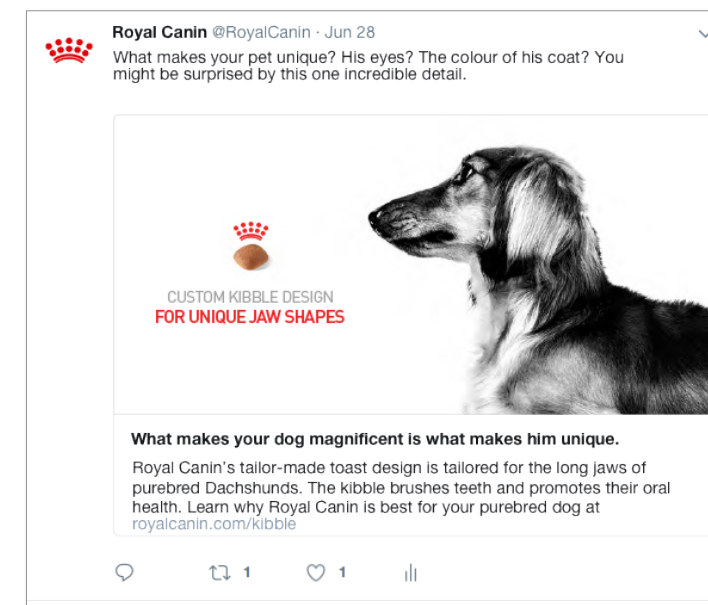 Royal Canin @RoyalCanin · Jun 28
What makes your pet unique? His eyes? The colour of his coat? You
might be surprised by this one incredible detail.
CUSTOM KIBBLE DESIGN
FOR UNIQUE JAW SHAPES
What makes your dog magnificent is what makes him unique.
Royal Canin's tailor-made toast design is tailored for the long jaws of
purebred Dachshunds. The kibble brushes teeth and promotes their oral
health. Learn why Royal Canin is best for your purebred dog at
royalcanin.com/kibble
1 1